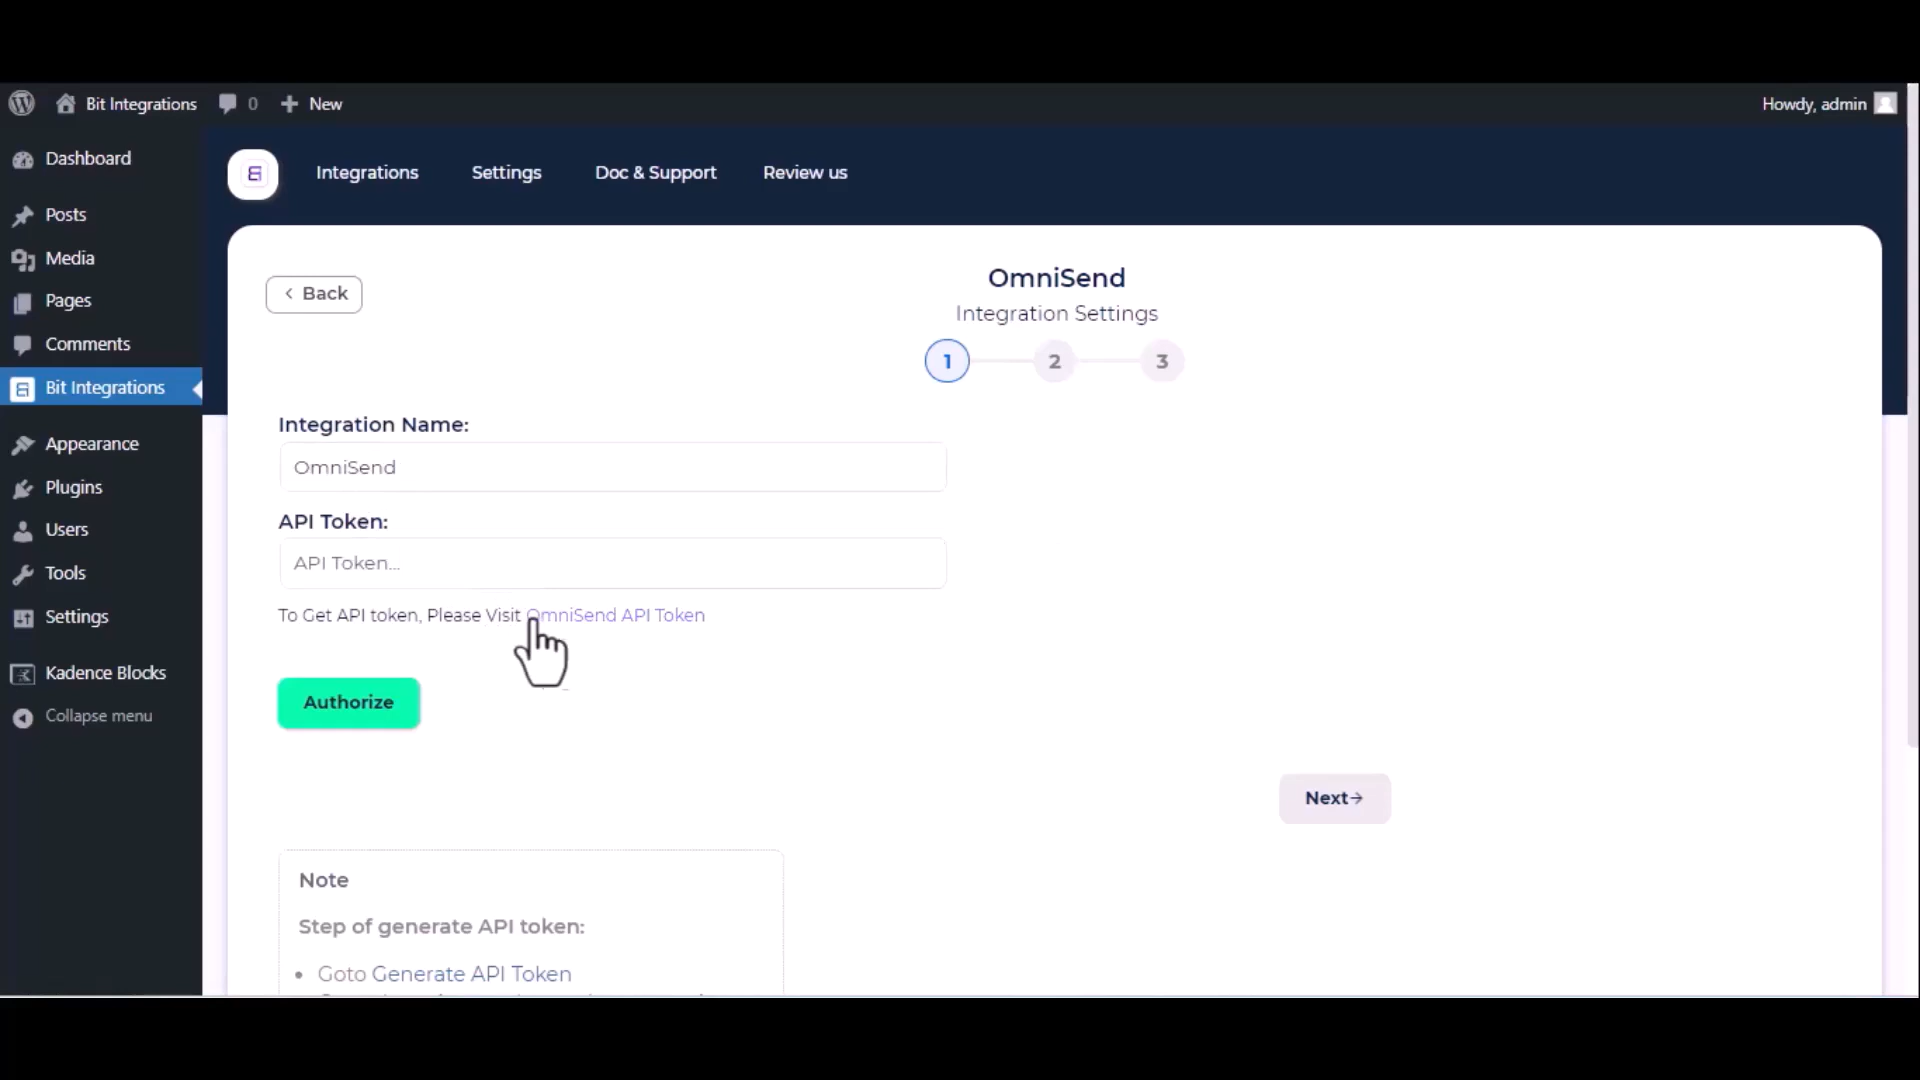 Bit Integrations 0 New Howdy, admin
Dashboard
Posts
Media
Pages
Comments
Bit Integrations
Appearance
Plugins
Users
Tools
Settings
Kadence Blocks
Collapse menu
Integrations Settings Doc & Support Review us
Back
OmniSend
Integration Settings
1 2 3
Integration Name:
OmniSend
API Token:
API Token...
To Get API token, Please Visit OmniSend API Token
Authorize
Next→
Note
Step of generate API token:
• Goto Generate API Token